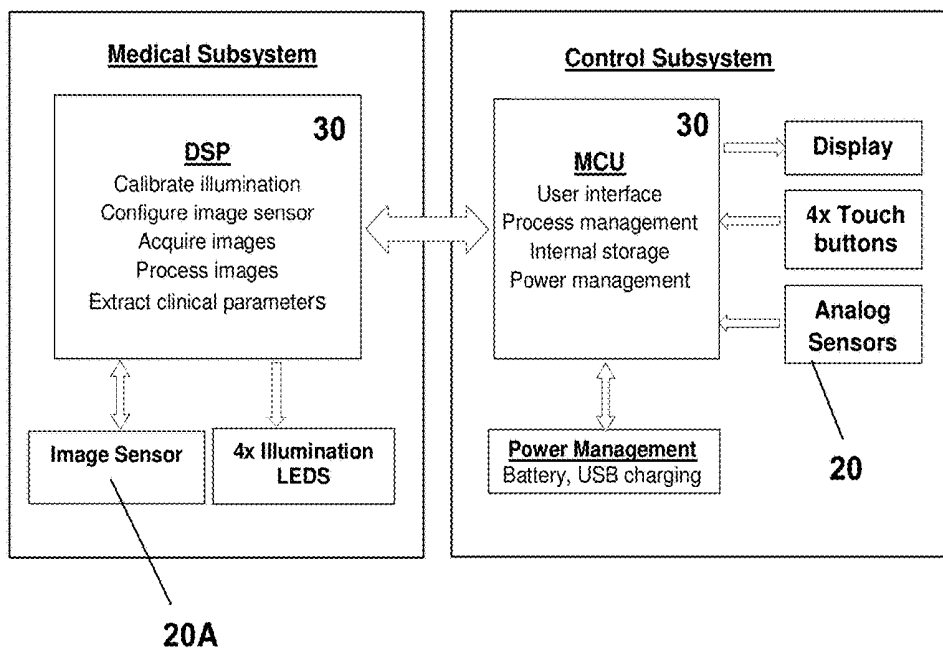 Medical Subsystem
30
DSP
Calibrate illumination
Configure image sensor
Acquire images
Process images
Extract clinical parameters
Image Sensor
4x Illumination
LEDS
20A
Control Subsystem
30
MCU
User interface
Process management
Internal storage
Power management
Display
4x Touch
buttons
Analog
Sensors
Power Management
Battery, USB charging
20